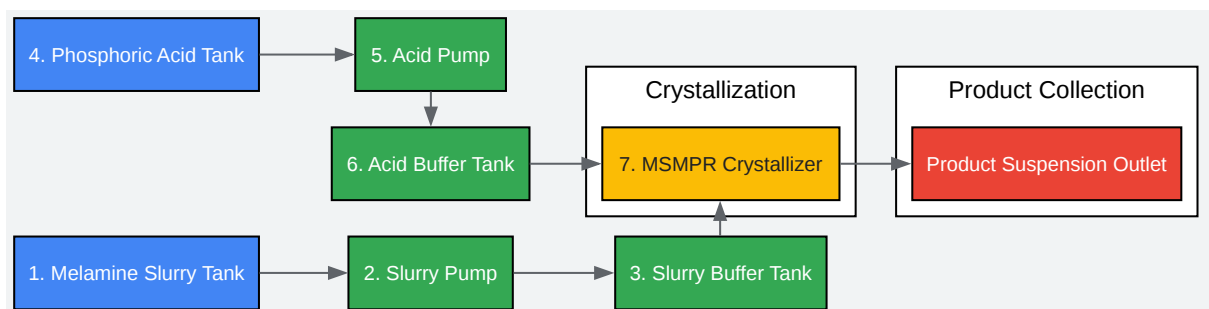 4. Phosphoric Acid Tank
5. Acid Pump
Crystallization
Product Collection
6. Acid Buffer Tank
7. MSMPR Crystallizer
Product Suspension Outlet
1. Melamine Slurry Tank
2. Slurry Pump
3. Slurry Buffer Tank